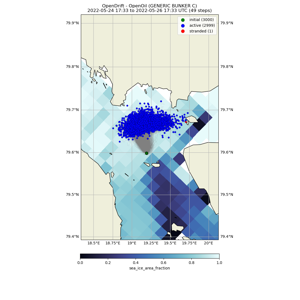 OpenDrift - OpenOil (GENERIC BUNKER C)
2022-05-24 17:33 to 2022-05-26 17:33 UTC (49 steps)
initial (3000)
active (2999)
stranded (1)
79.9°N 79.9°N
79.8°N 79.8°N
79.7°N 79.7°N
79.6°N 79.6°N
79.5°N 79.5°N
79.4°N 79.4°N
18.5°E 18.75°E 19°E 19.25°E 19.5°E 19.75°E 20°E
0.0 0.2 0.4 0.6 0.8 1.0
sea_ice_area_fraction